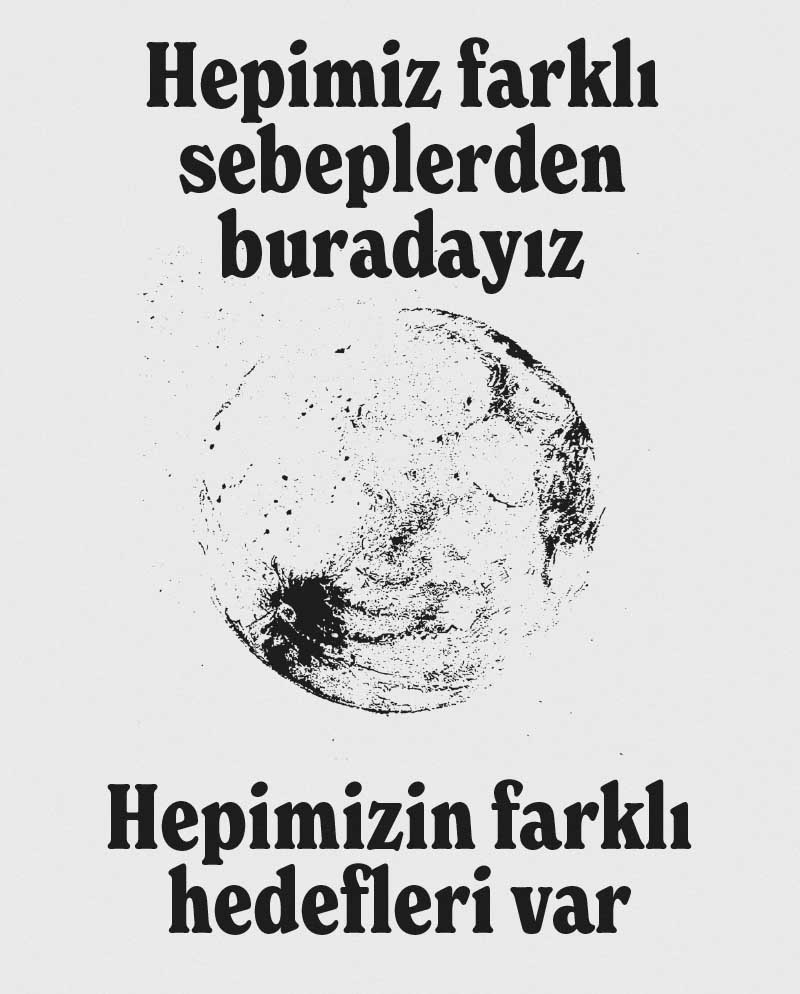 Hepimiz farklı
sebeplerden
buradayız
Hepimizin farklı
hedefleri var